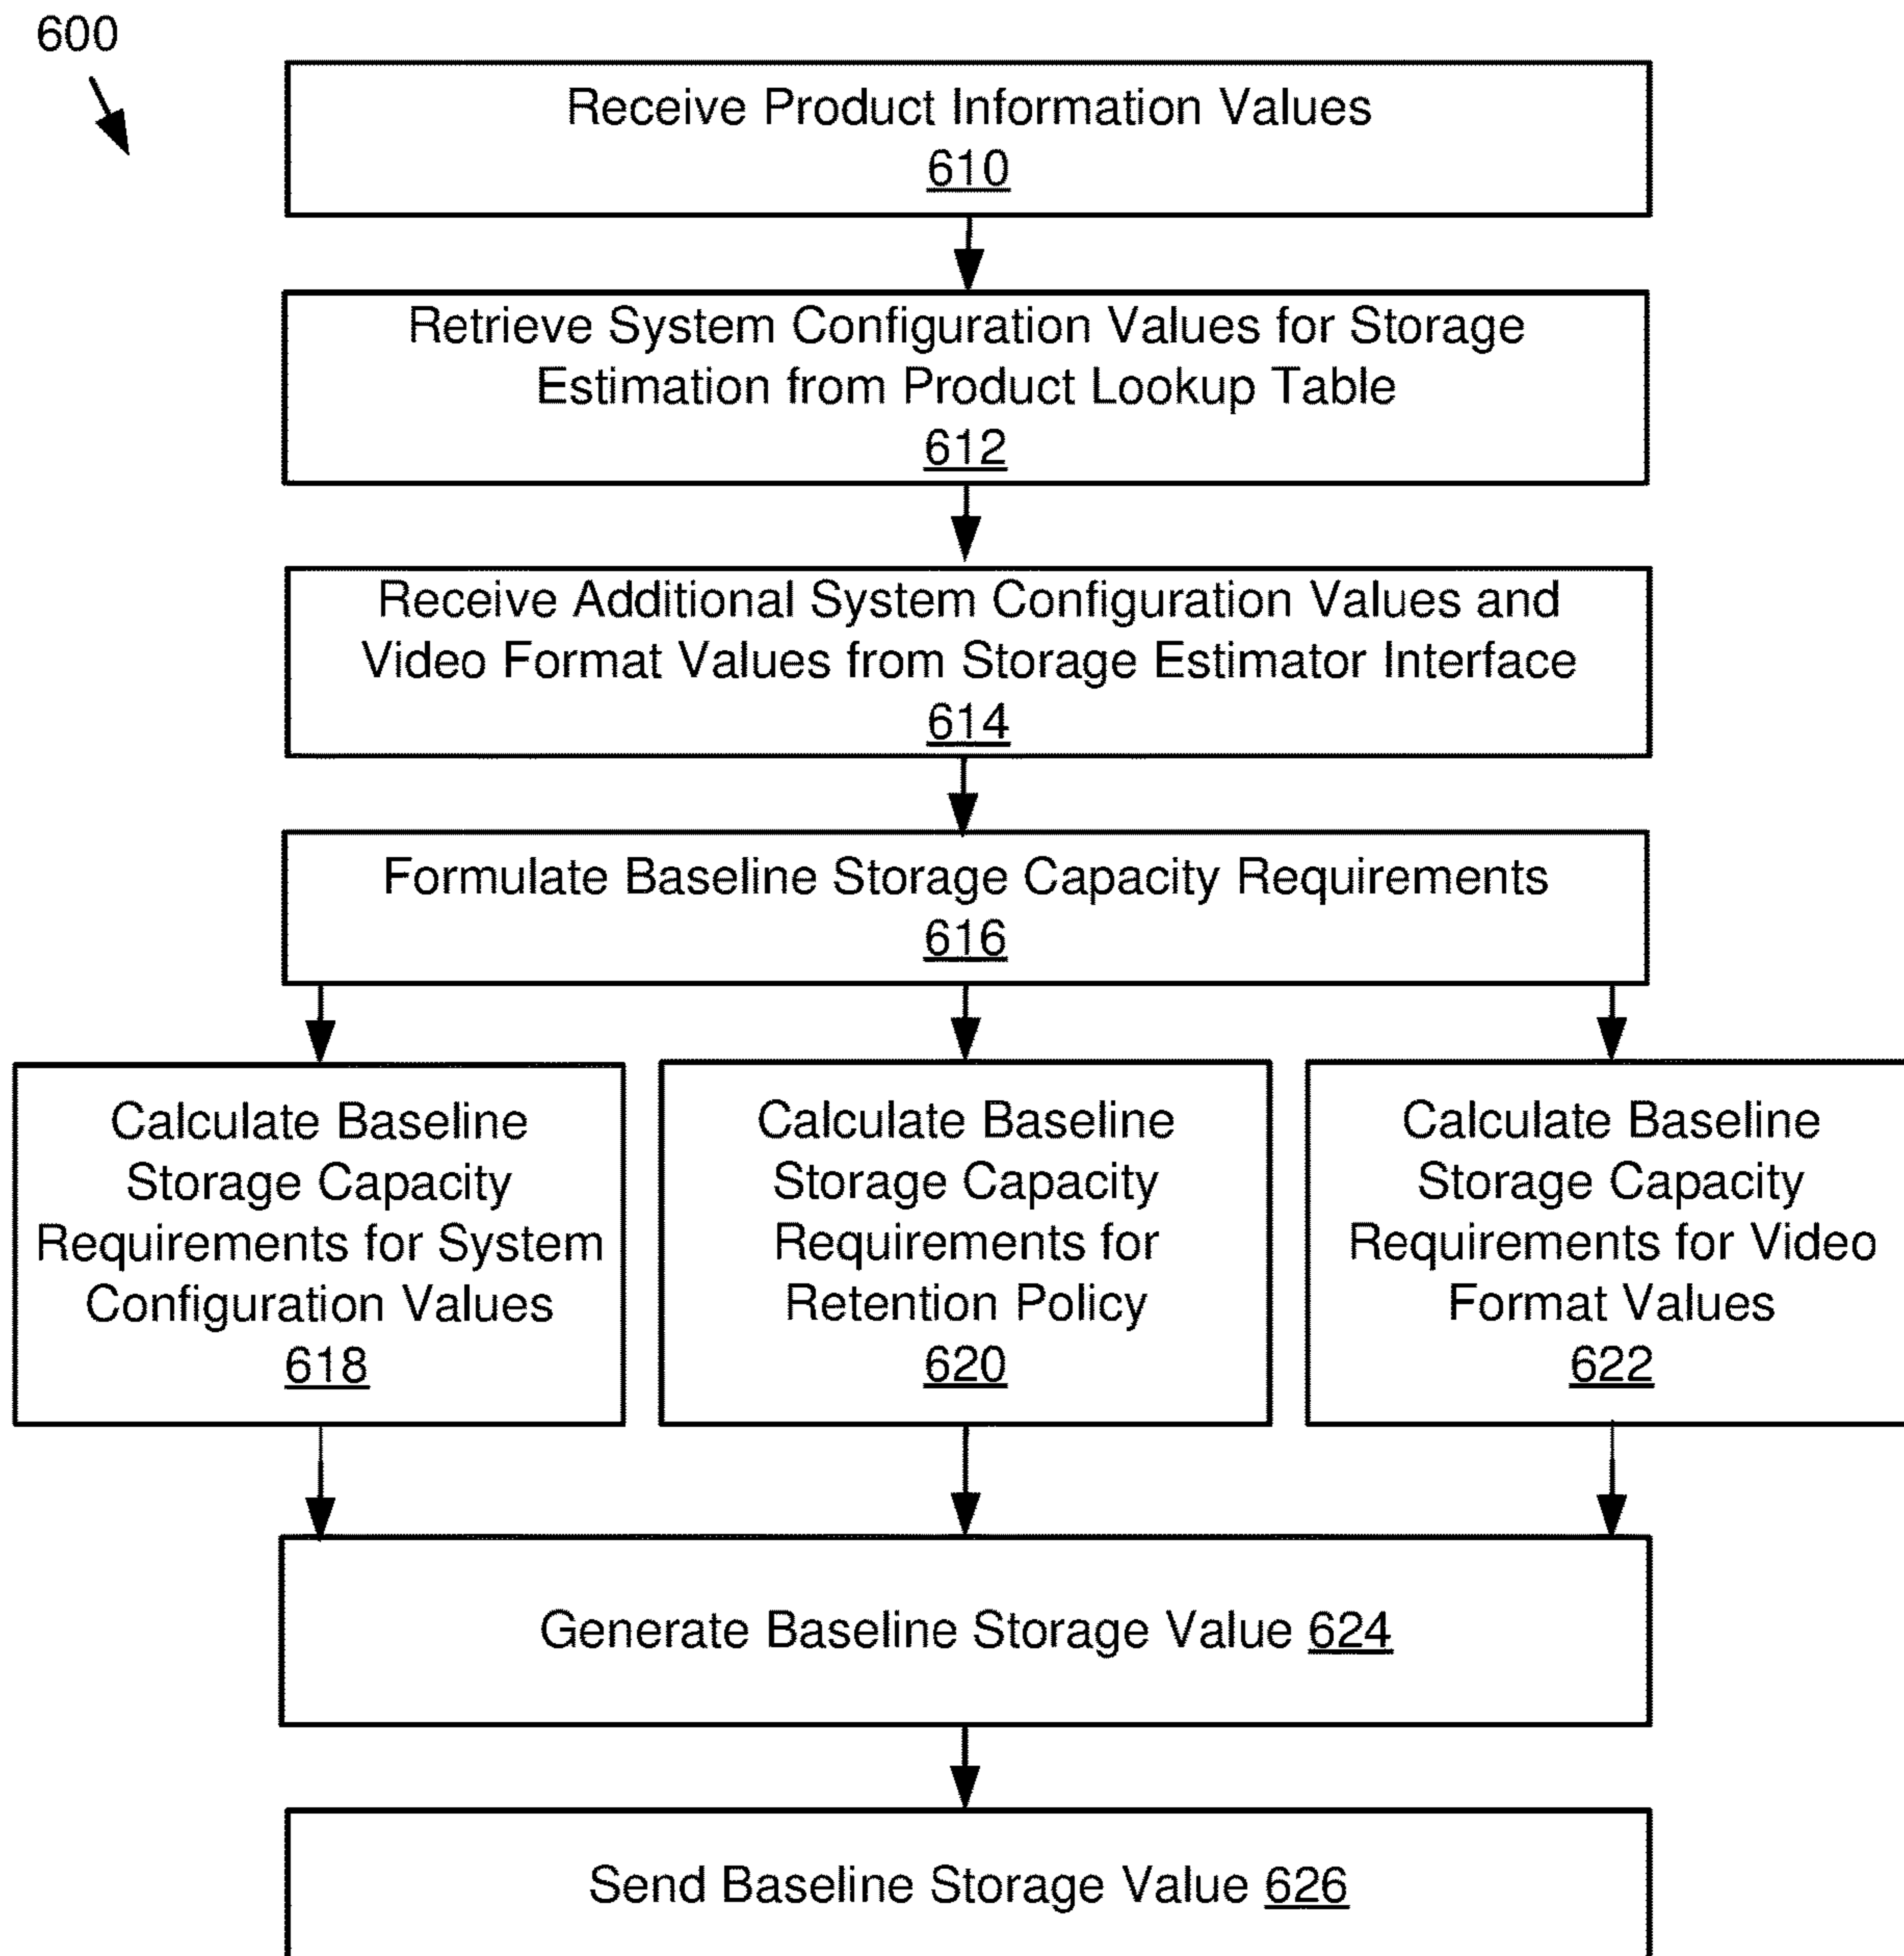 600
Receive Product Information Values
610
Retrieve System Configuration Values for Storage
Estimation from Product Lookup Table
612
Receive Additional System Configuration Values and
Video Format Values from Storage Estimator Interface
614
Formulate Baseline Storage Capacity Requirements
616
Calculate Baseline
Storage Capacity
Requirements for System
Configuration Values
618
Calculate Baseline
Storage Capacity
Requirements for
Retention Policy
620
Calculate Baseline
Storage Capacity
Requirements for Video
Format Values
622
Generate Baseline Storage Value 624
Send Baseline Storage Value 626